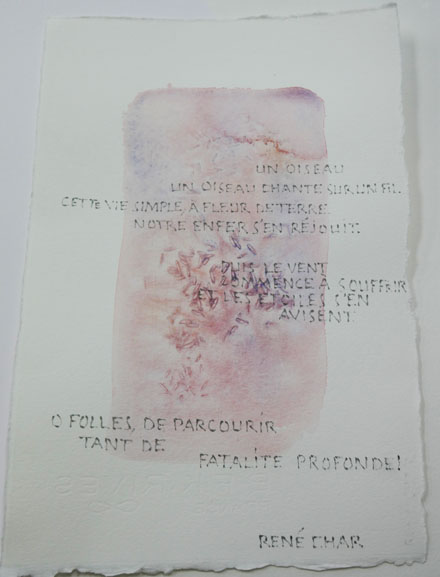 UN OISEAU
UN OISEAU CHANTE SUR UN FIL
CETTE VIE SIMPLE, À FLEUR DE TERRE.
NOTRE ENFER S'EN RÉJOUIT.
PUIS LE VENT
COMMENCE À SOUFFRIR
ET LES ÉTOILES S'EN
AVISENT
O FOLLES, DE PARCOURIR
TANT DE
FATALITE PROFONDE!
RENÉ CHAR